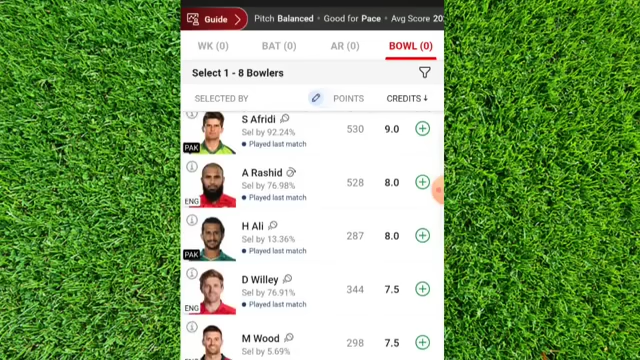 Guide
Pitch Balanced • Good for Pace • Avg Score 20
WK (0) BAT (0) AR (0) BOWL (0)
Select 1 - 8 Bowlers
SELECTED BY POINTS CREDITS ↓
S Afridi
Sel by 92.24% 530 9.0
• Played last match
PAK
A Rashid
Sel by 76.98% 528 8.0
• Played last match
ENG
H Ali
Sel by 13.36% 287 8.0
• Played last match
PAK
D Willey
Sel by 76.91% 344 7.5
• Played last match
ENG
M Wood
Sel by 5.69% 298 7.5